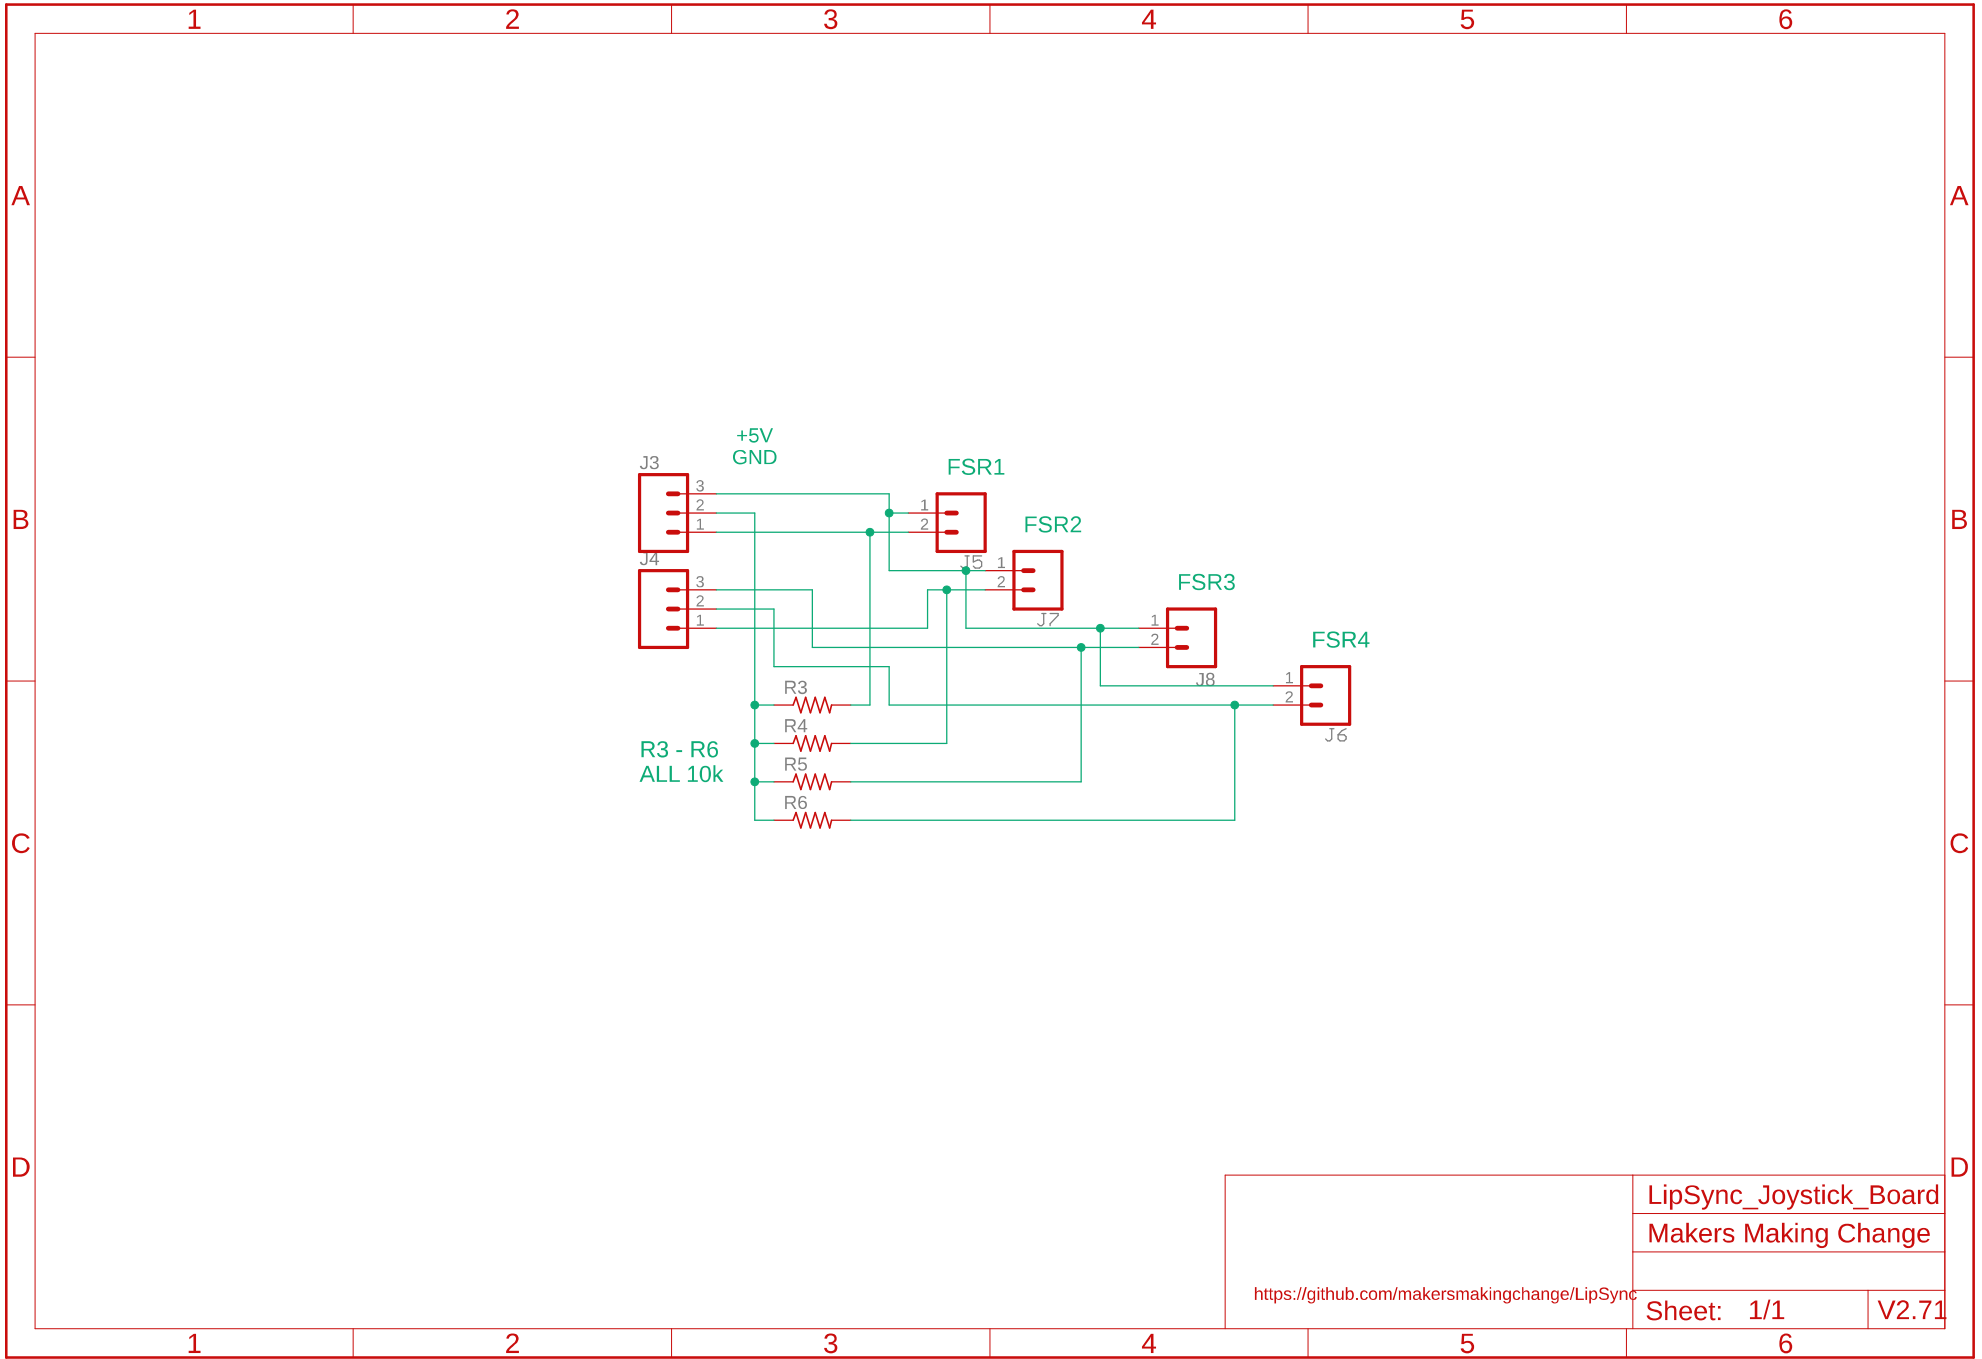 1 2 3 4 5 6
A A
+5V
GND
J3
FSR1
3
2
1
1
2
B B
FSR2
J4
J5
1
2
3
2
1
FSR3
J7
1
2
FSR4
J8
1
2
J6
R3
R4
R5
R6
R3 - R6
ALL 10k
C C
D D
LipSync_Joystick_Board
Makers Making Change
https://github.com/makersmakingchange/LipSync
Sheet: 1/1 V2.71
1 2 3 4 5 6